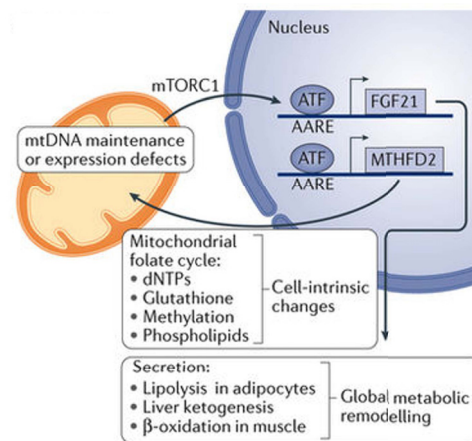 Nucleus
mTORC1
ATF
FGF21
AARE
mtDNA maintenance
or expression defects
ATF
MTHFD2
AARE
Mitochondrial
folate cycle:
• dNTPs
• Glutathione
• Methylation
• Phospholipids
Cell-intrinsic
changes
Secretion:
• Lipolysis in adipocytes
• Liver ketogenesis
• β-oxidation in muscle
Global metabolic
remodelling